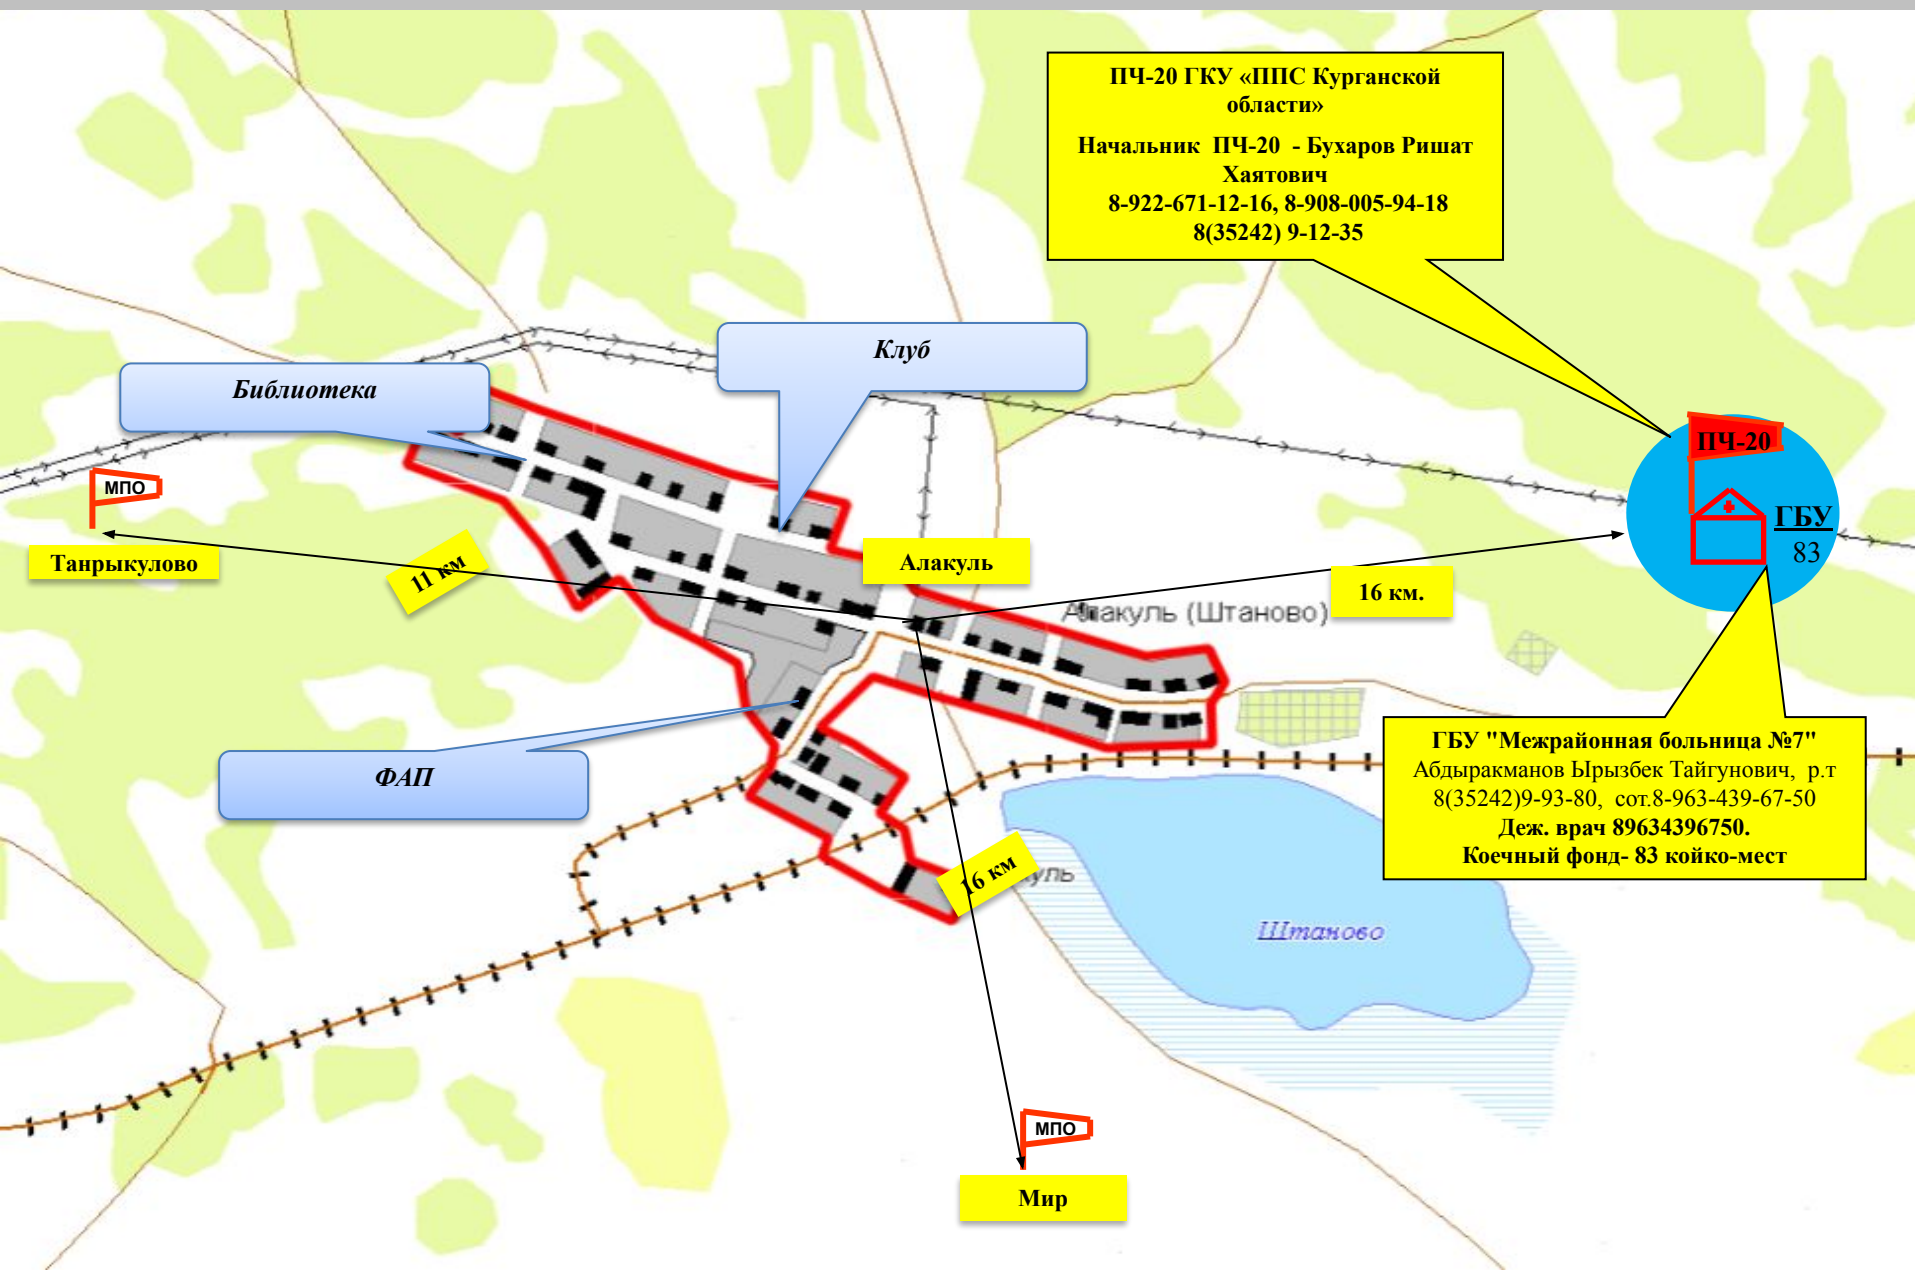 ПЧ-20 ГКУ «ППС Курганской
области»
Начальник ПЧ-20 - Бухаров Ришат
Хаятович
8-922-671-12-16, 8-908-005-94-18
8(35242) 9-12-35
Клуб
Библиотека
ПЧ-20
МПО
ГБУ
83
Танрыкулово
11 км
Алакуль
16 км.
Алакуль (Штаново)
ФАП
ГБУ "Межрайонная больница №7"
Абдыракманов Ырызбек Тайгунович, р.т
8(35242)9-93-80, сот.8-963-439-67-50
Деж. врач 89634396750.
Коечный фонд- 83 койко-мест
16 км
Штаново
МПО
Мир